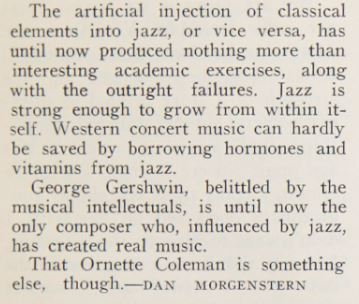 The artificial injection of classical
elements into jazz, or vice versa, has
until now produced nothing more than
interesting academic exercises, along
with the outright failures. Jazz is
strong enough to grow from within it-
self. Western concert music can hardly
be saved by borrowing hormones and
vitamins from jazz.
George Gershwin, belittled by the
musical intellectuals, is until now the
only composer who, influenced by jazz,
has created real music.
That Ornette Coleman is something
else, though.—DAN MORGENSTERN